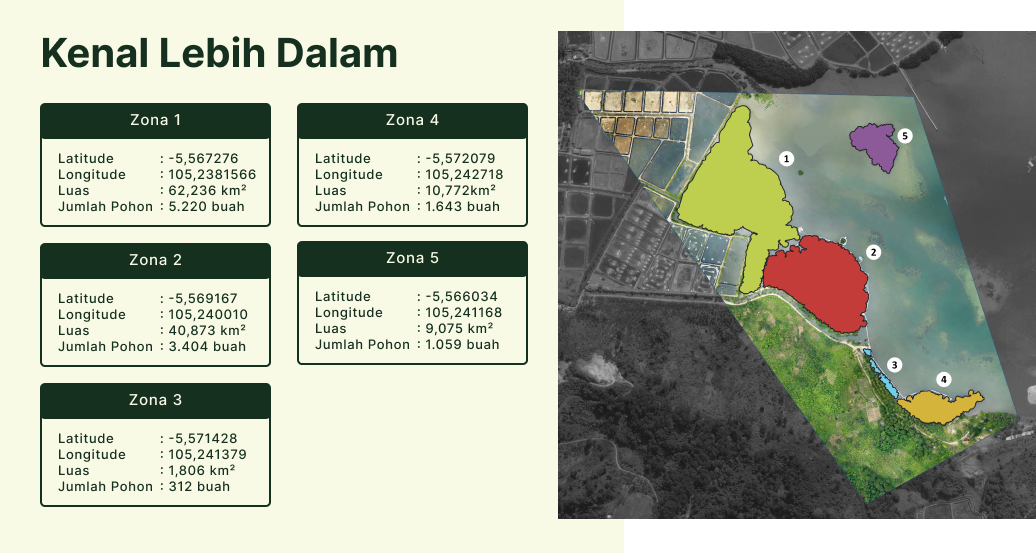 Kenal Lebih Dalam
Zona 1
Latitude : -5,567276
Longitude : 105,2381566
Luas : 62,236 km²
Jumlah Pohon : 5.220 buah
Zona 2
Latitude : -5,569167
Longitude : 105,240010
Luas : 40,873 km²
Jumlah Pohon : 3.404 buah
Zona 3
Latitude : -5,571428
Longitude : 105,241379
Luas : 1,806 km²
Jumlah Pohon : 312 buah
Zona 4
Latitude : -5,572079
Longitude : 105,242718
Luas : 10,772km²
Jumlah Pohon : 1.643 buah
Zona 5
Latitude : -5,566034
Longitude : 105,241168
Luas : 9,075 km²
Jumlah Pohon : 1.059 buah
5
1
2
3
4